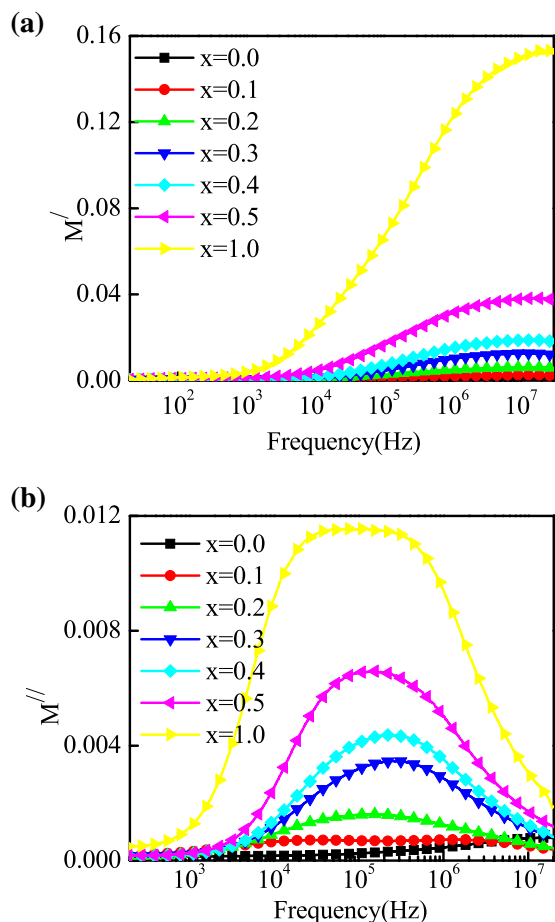 (a)
0.16
0.12
0.08
0.04
0.00
M/
x=0.0
x=0.1
x=0.2
x=0.3
x=0.4
x=0.5
x=1.0
10² 10³ 10⁴ 10⁵ 10⁶ 10⁷
Frequency(Hz)
(b)
0.012
0.008
0.004
0.000
M//
x=0.0
x=0.1
x=0.2
x=0.3
x=0.4
x=0.5
x=1.0
10³ 10⁴ 10⁵ 10⁶ 10⁷
Frequency(Hz)